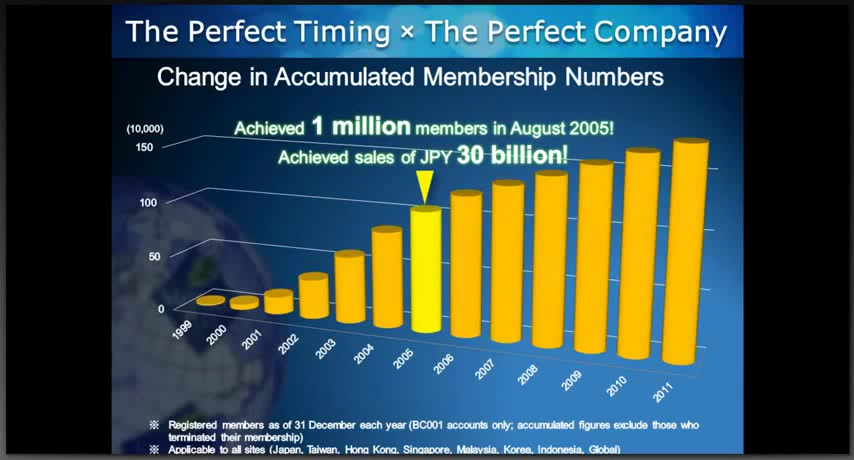 The Perfect Timing × The Perfect Company
Change in Accumulated Membership Numbers
Achieved 1 million members in August 2005!
Achieved sales of JPY 30 billion!
(10,000)
150
100
50
0
1999
2000
2001
2002
2003
2004
2005
2006
2007
2008
2009
2010
2011
※ Registered members as of 31 December each year (BC001 accounts only; accumulated figures exclude those who
terminated their membership)
※ Applicable to all sites (Japan, Taiwan, Hong Kong, Singapore, Malaysia, Korea, Indonesia, Global)